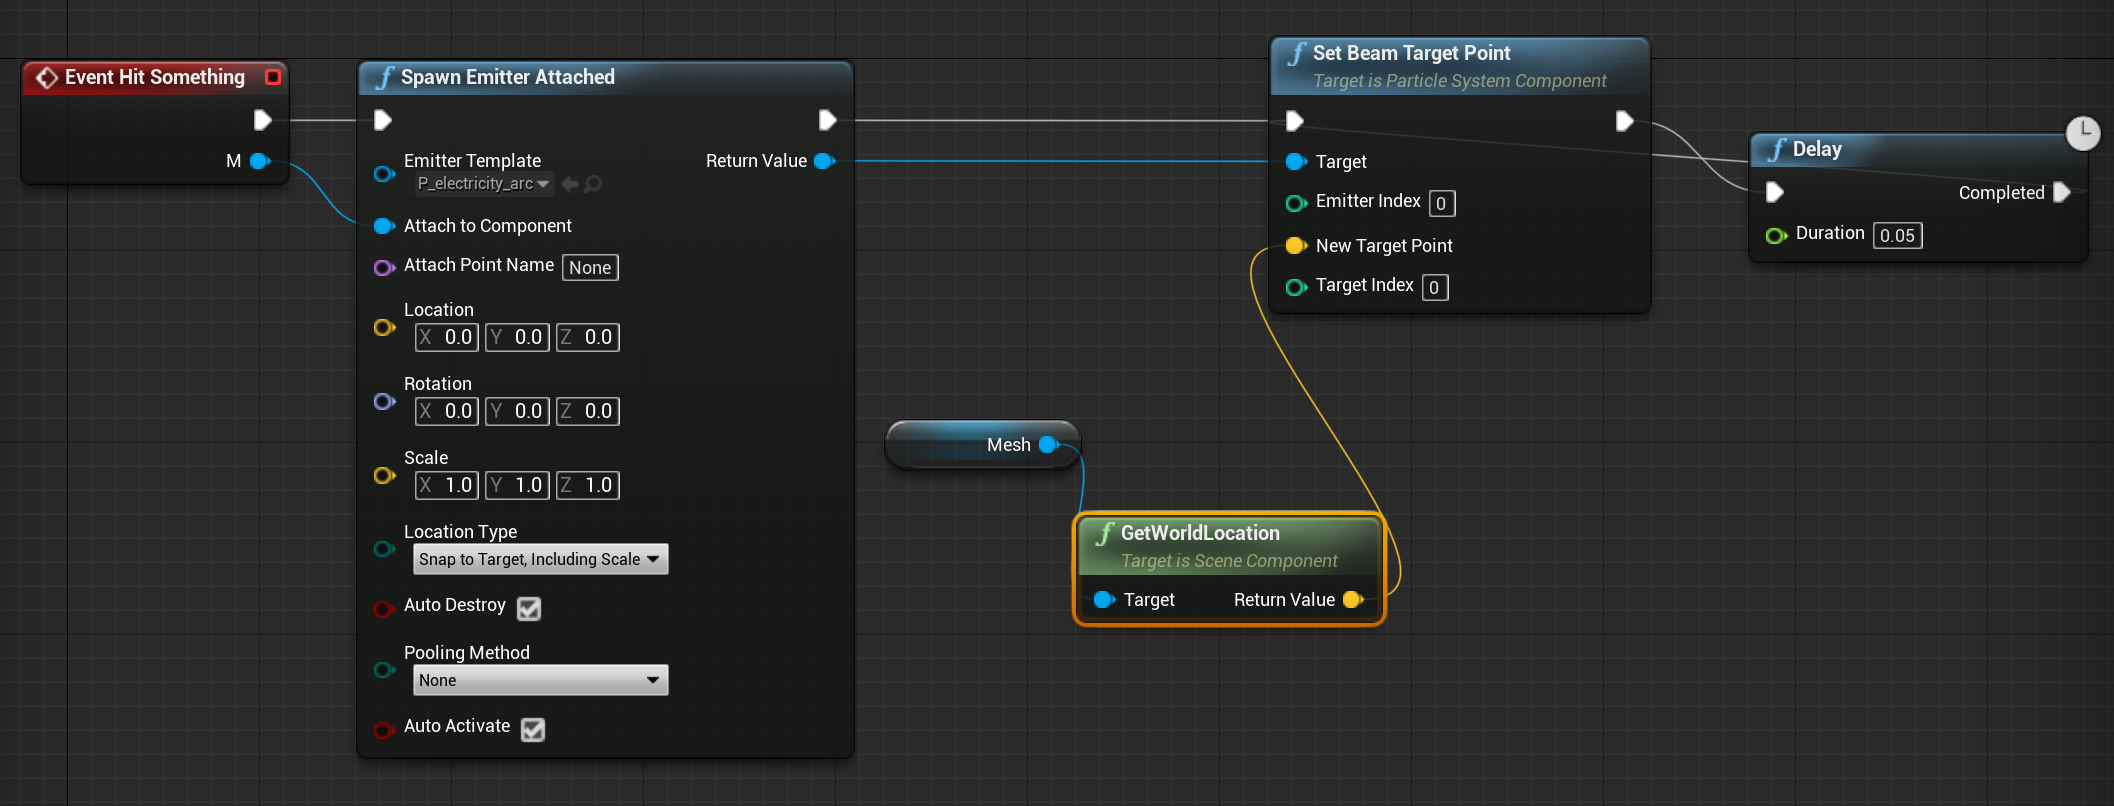 Event Hit Something
M
Spawn Emitter Attached
Emitter Template
P_electricity_arc
Return Value
Attach to Component
Attach Point Name None
Location
X 0.0 Y 0.0 Z 0.0
Rotation
X 0.0 Y 0.0 Z 0.0
Scale
X 1.0 Y 1.0 Z 1.0
Location Type
Snap to Target, Including Scale
Auto Destroy
Pooling Method
None
Auto Activate
Mesh
f GetWorldLocation
Target is Scene Component
Target Return Value
f Set Beam Target Point
Target is Particle System Component
Target
Emitter Index 0
New Target Point
Target Index 0
f Delay
Completed
Duration 0.05